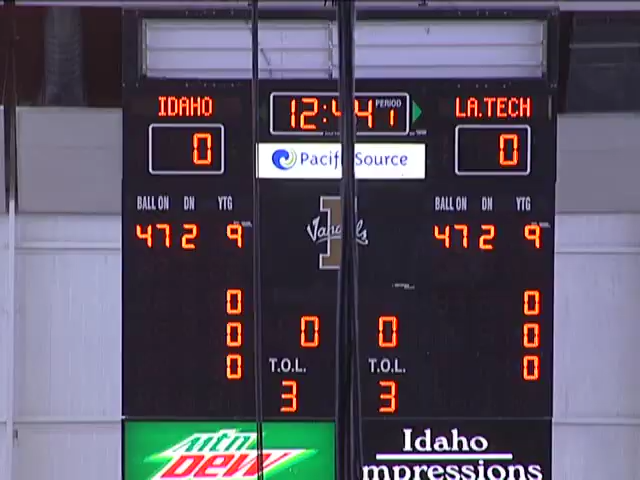 IDAHO
12:44 1 PERIOD
LA.TECH
0
0
PacificSource
BALL ON DN YTG
BALL ON DN YTG
47 2 9
47 2 9
Vandals
0
0
0 0 0 0
0
0
T.O.L. T.O.L.
3 3
Mtn
DEW
Idaho
mpressions